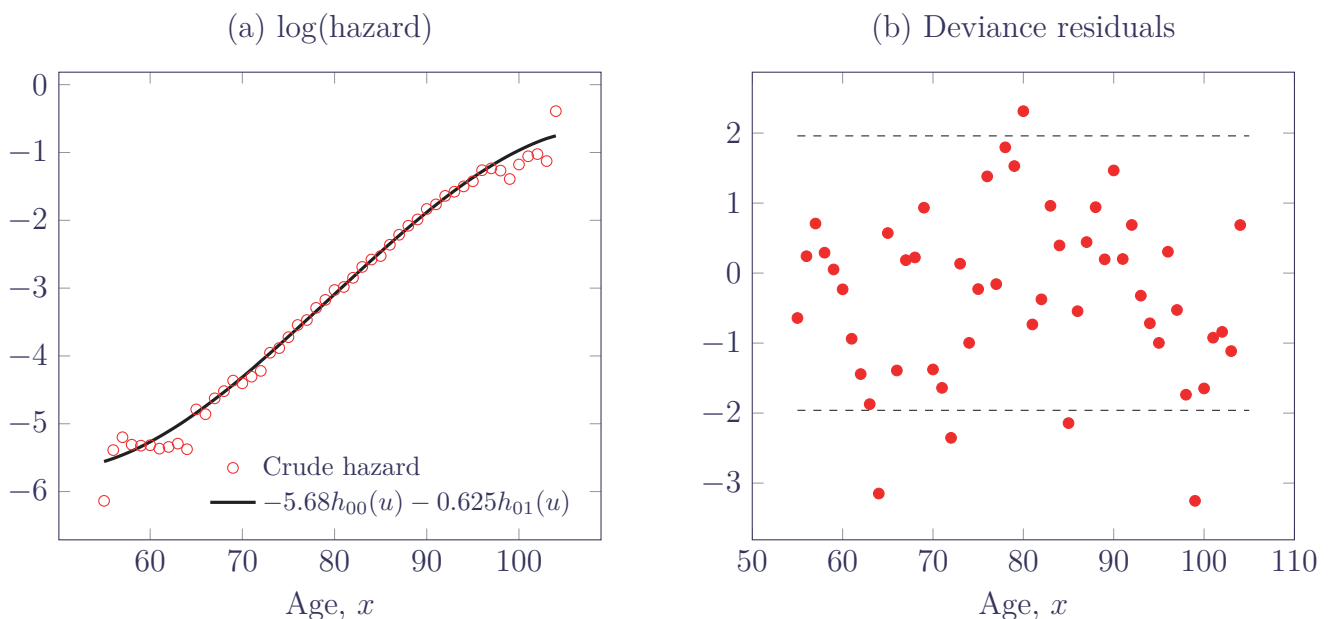 (a) log(hazard)
0
−1
−2
−3
−4
−5
−6
Crude hazard
−5.68h₀₀(u) − 0.625h₀₁(u)
60 70 80 90 100
Age, x
(b) Deviance residuals
2
1
0
−1
−2
−3
50 60 70 80 90 100 110
Age, x